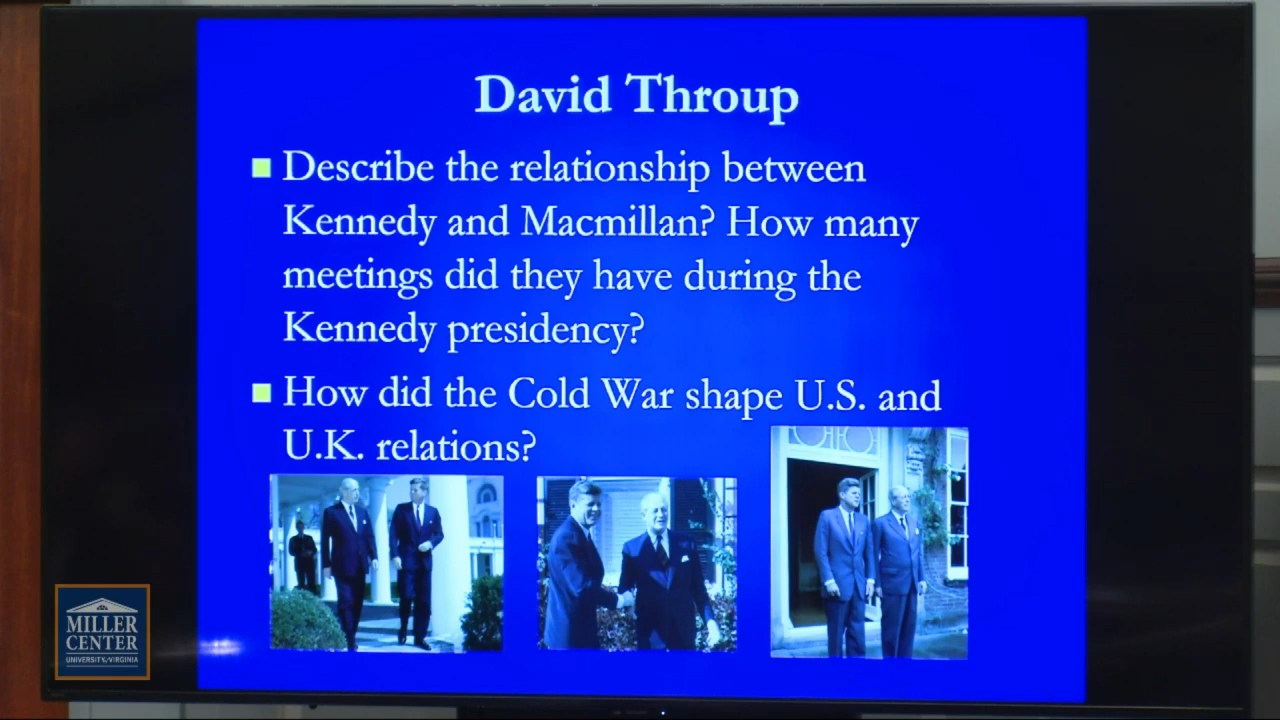 David Throup
Describe the relationship between
Kennedy and Macmillan? How many
meetings did they have during the
Kennedy presidency?
How did the Cold War shape U.S. and
U.K. relations?
MILLER
CENTER
UNIVERSITY/VIRGINIA